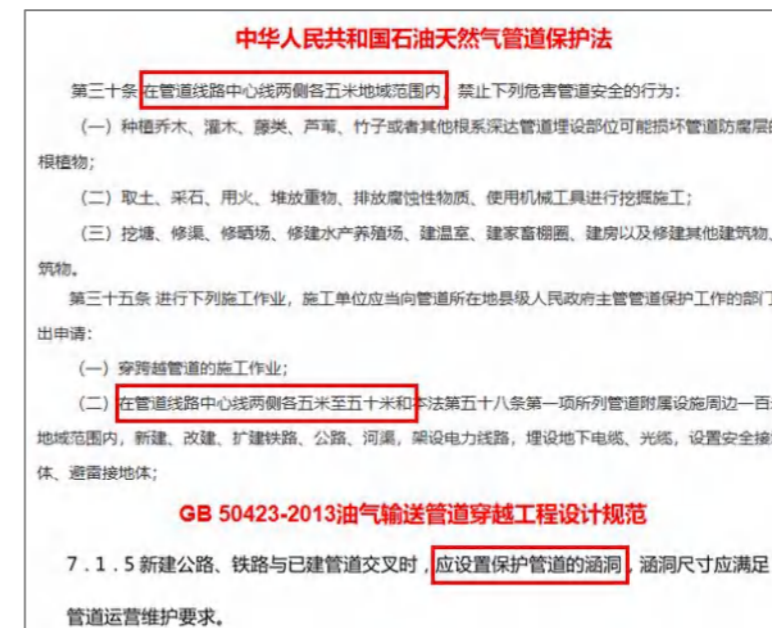 中华人民共和国石油天然气管道保护法
第三十条 在管道线路中心线两侧各五米地域范围内，禁止下列危害管道安全的行为：
（一）种植乔木、灌木、藤类、芦苇、竹子或者其他根系深达管道埋设部位可能损坏管道防腐层的
根植物；
（二）取土、采石、用火、堆放重物、排放腐蚀性物质、使用机械工具进行挖掘施工；
（三）挖塘、修渠、修晒场、修建水产养殖场、建温室、建家畜棚圈、建房以及修建其他建筑物、
筑物。
第三十五条 进行下列施工作业，施工单位应当向管道所在地县级人民政府主管管道保护工作的部门
出申请：
（一）穿跨越管道的施工作业；
（二）在管道线路中心线两侧各五米至五十米和本法第五十八条第一项所列管道附属设施周边一百
地域范围内，新建、改建、扩建铁路、公路、河渠，架设电力线路，埋设地下电缆、光缆，设置安全接
体、避雷接地体；
GB 50423-2013油气输送管道穿越工程设计规范
7.1.5 新建公路、铁路与已建管道交叉时，应设置保护管道的涵洞，涵洞尺寸应满足
管道运营维护要求。